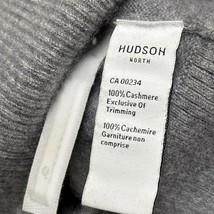 HUDSON
NORTH
CA 00234
100% Cashmere
Exclusive Of
Trimming
100% Cachemire
Garniture non
comprise